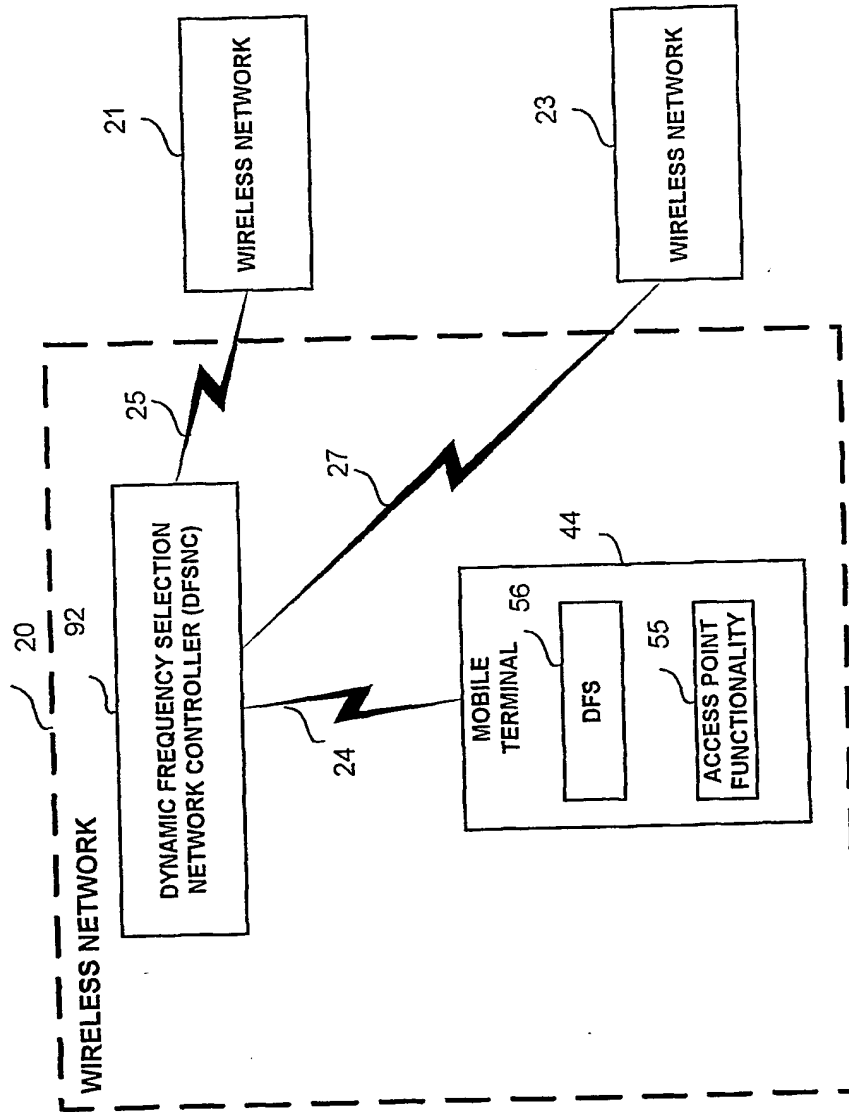 20
WIRELESS NETWORK
92
DYNAMIC FREQUENCY SELECTION
NETWORK CONTROLLER (DFSNC)
25
21
WIRELESS NETWORK
24
27
23
WIRELESS NETWORK
44
MOBILE
TERMINAL
56
DFS
55
ACCESS POINT
FUNCTIONALITY